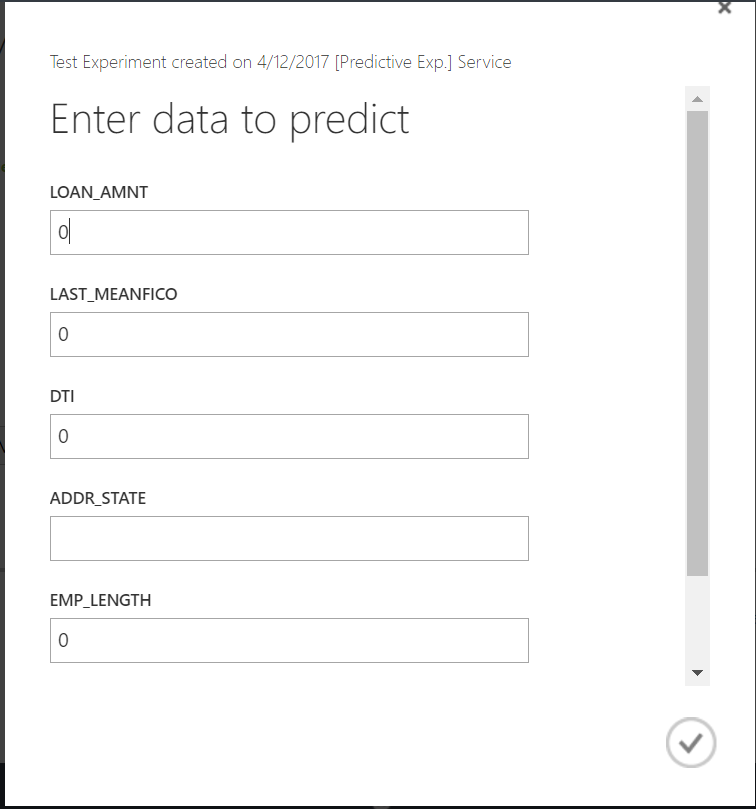 Test Experiment created on 4/12/2017 [Predictive Exp.] Service
Enter data to predict
LOAN_AMNT
0
LAST_MEANFICO
0
DTI
0
ADDR_STATE
EMP_LENGTH
0